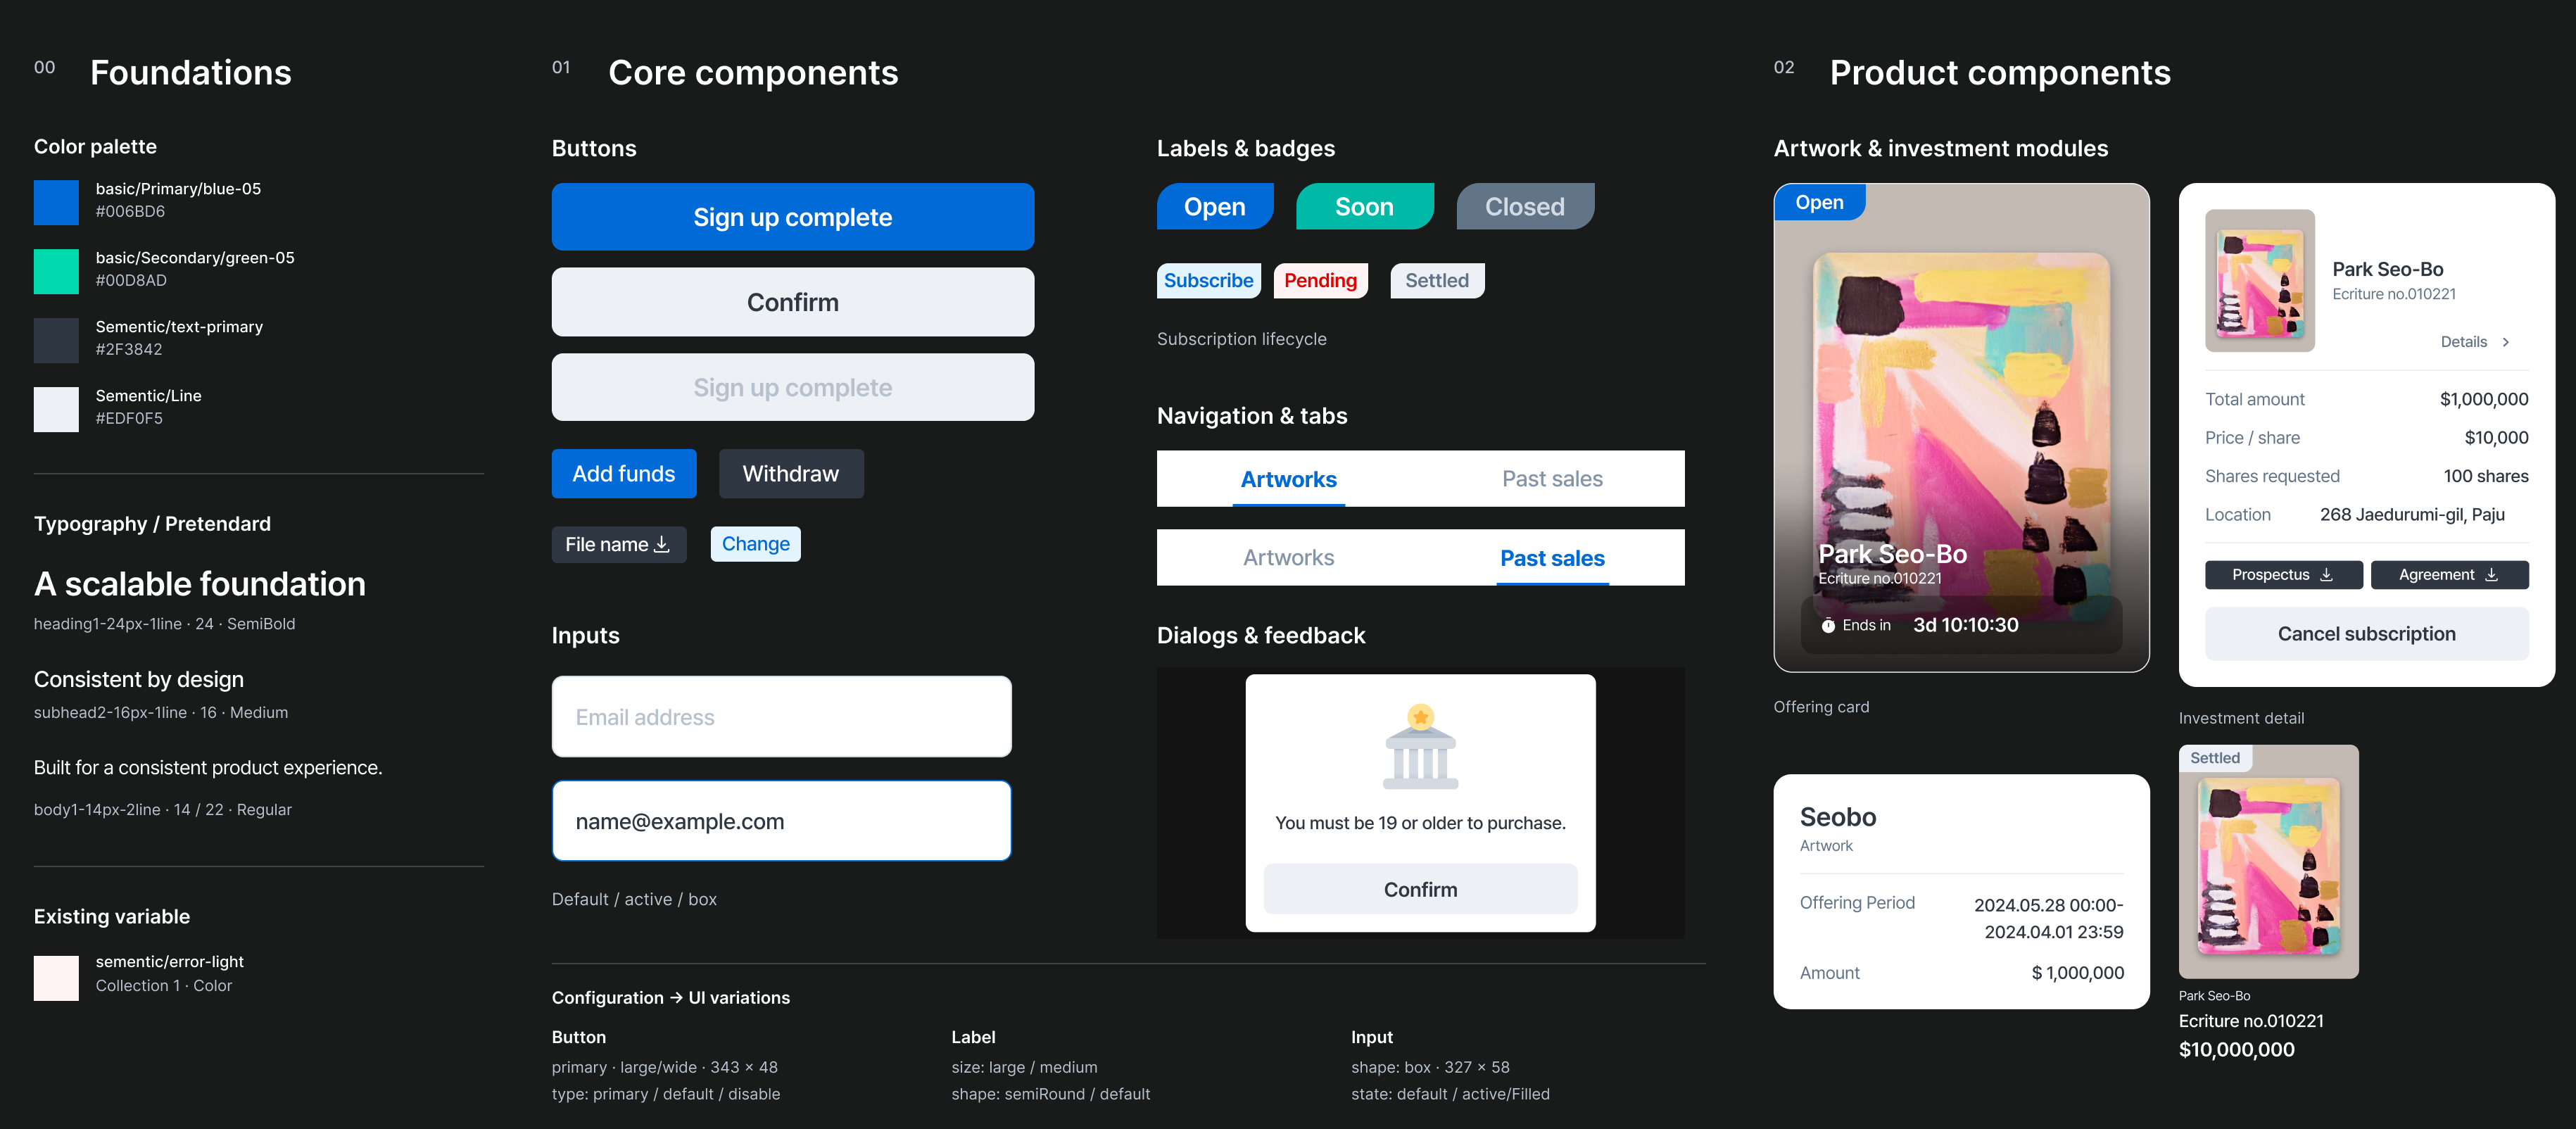 00 Foundations
Color palette
basic/Primary/blue-05
#006BD6
basic/Secondary/green-05
#00D8AD
Sementic/text-primary
#2F3842
Sementic/Line
#EDF0F5
Typography / Pretendard
A scalable foundation
heading1-24px-1line · 24 · SemiBold
Consistent by design
subhead2-16px-1line · 16 · Medium
Built for a consistent product experience.
body1-14px-2line · 14 / 22 · Regular
Existing variable
sementic/error-light
Collection 1 · Color
01 Core components
Buttons
Sign up complete
Confirm
Sign up complete
Add funds Withdraw
File name Change
Inputs
Email address
name@example.com
Default / active / box
Labels & badges
Open Soon Closed
Subscribe Pending Settled
Subscription lifecycle
Navigation & tabs
Artworks Past sales
Artworks Past sales
Dialogs & feedback
You must be 19 or older to purchase.
Confirm
Configuration → UI variations
Button
primary · large/wide · 343 × 48
type: primary / default / disable
Label
size: large / medium
shape: semiRound / default
Input
shape: box · 327 × 58
state: default / active/Filled
02 Product components
Artwork & investment modules
Open
Park Seo-Bo
Ecriture no.010221
Ends in 3d 10:10:30
Offering card
Seobo
Artwork
Offering Period 2024.05.28 00:00-
2024.04.01 23:59
Amount $ 1,000,000
Park Seo-Bo
Ecriture no.010221
Details
Total amount $1,000,000
Price / share $10,000
Shares requested 100 shares
Location 268 Jaedurumi-gil, Paju
Prospectus Agreement
Cancel subscription
Investment detail
Settled
Park Seo-Bo
Ecriture no.010221
$10,000,000